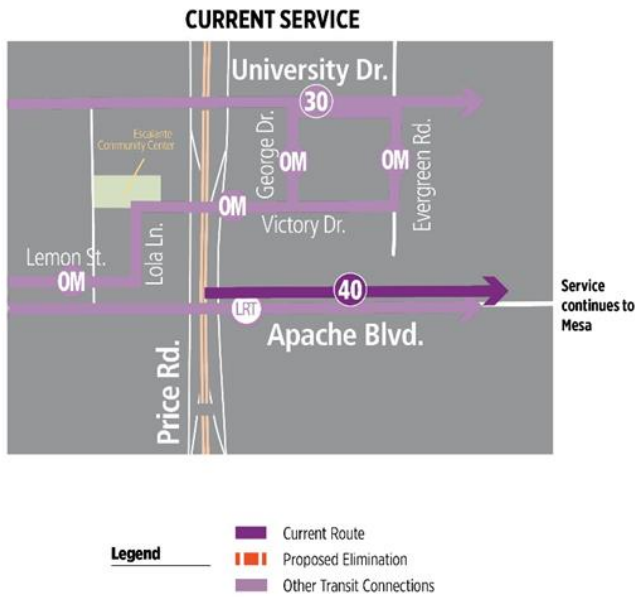 CURRENT SERVICE
University Dr.
30
Escalante
Community Center
George Dr.
OM
OM
Evergreen Rd.
OM
Victory Dr.
Lemon St.
OM
Lola Ln.
40
Service
continues to
Mesa
LRT
Apache Blvd.
Price Rd.
Legend
Current Route
Proposed Elimination
Other Transit Connections